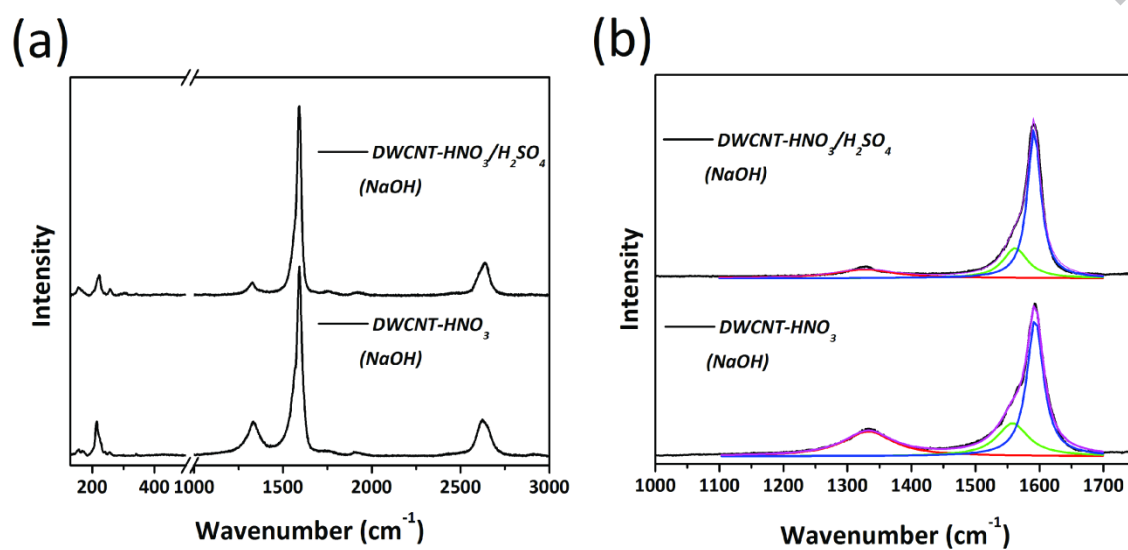 (a)
Intensity
DWCNT-HNO₃/H₂SO₄
(NaOH)
DWCNT-HNO₃
(NaOH)
200 400 1000 1500 2000 2500 3000
Wavenumber (cm⁻¹)
(b)
Intensity
DWCNT-HNO₃/H₂SO₄
(NaOH)
DWCNT-HNO₃
(NaOH)
1000 1100 1200 1300 1400 1500 1600 1700
Wavenumber (cm⁻¹)